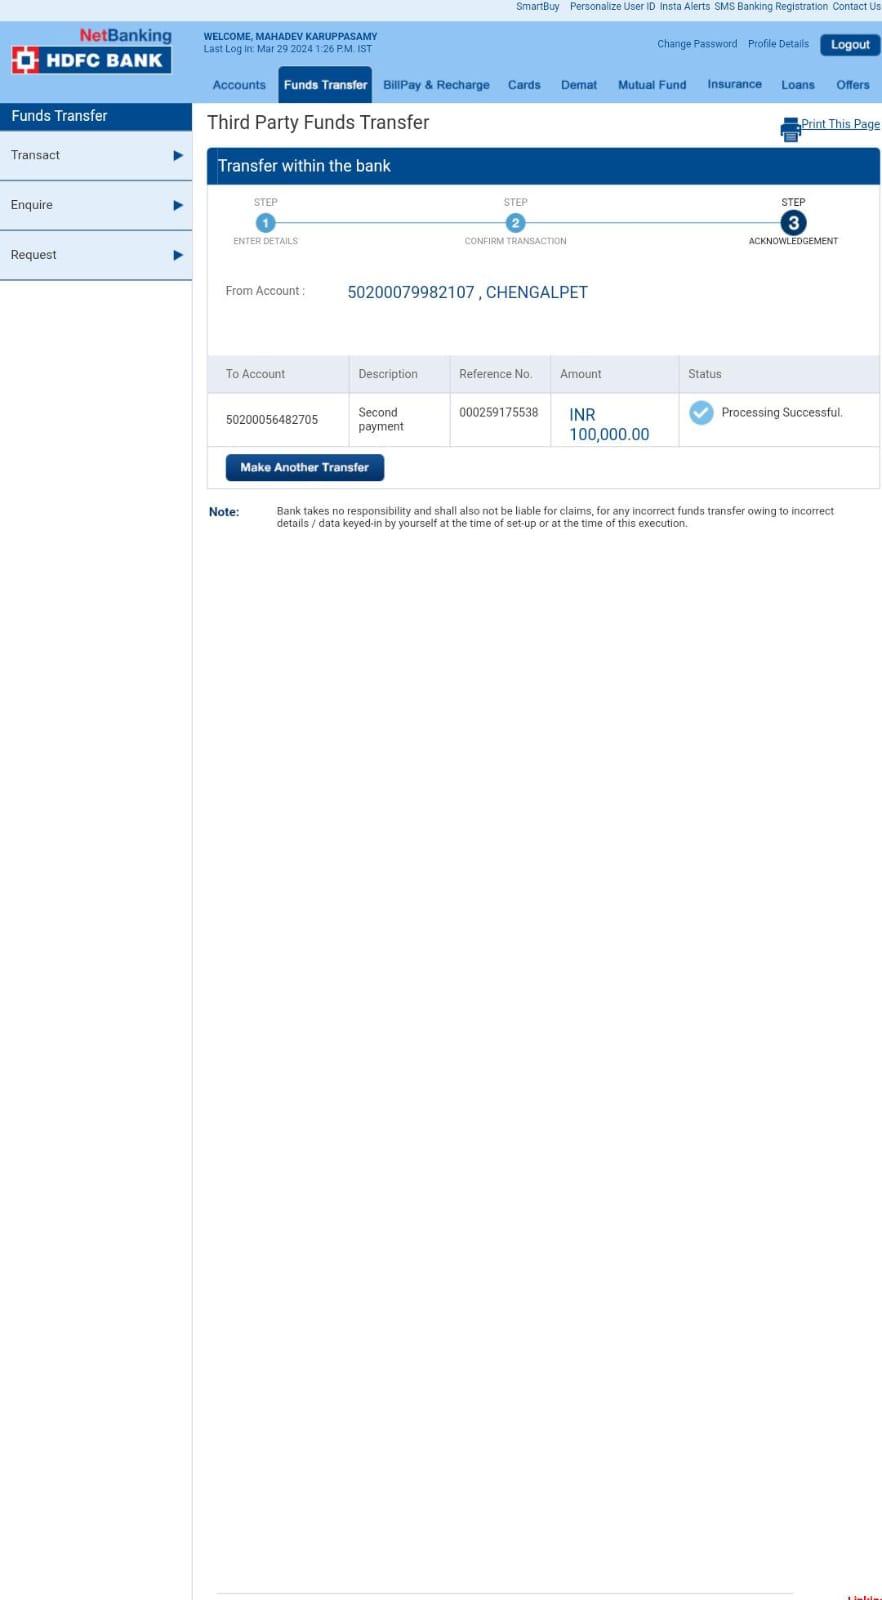 SmartBuy Personalize User ID Insta Alerts SMS Banking Registration Contact Us
NetBanking
HDFC BANK
WELCOME, MAHADEV KARUPPASAMY
Last Log in: Mar 29 2024 1:26 P.M. IST
Change Password Profile Details Logout
Accounts Funds Transfer BillPay & Recharge Cards Demat Mutual Fund Insurance Loans Offers
Funds Transfer
Transact
Enquire
Request
Third Party Funds Transfer
Print This Page
Transfer within the bank
STEP STEP STEP
1 2 3
ENTER DETAILS CONFIRM TRANSACTION ACKNOWLEDGEMENT
From Account : 50200079982107 , CHENGALPET
To Account Description Reference No. Amount Status
50200056482705 Second payment 000259175538 INR 100,000.00 Processing Successful.
Make Another Transfer
Note: Bank takes no responsibility and shall also not be liable for claims, for any incorrect funds transfer owing to incorrect
details / data keyed-in by yourself at the time of set-up or at the time of this execution.